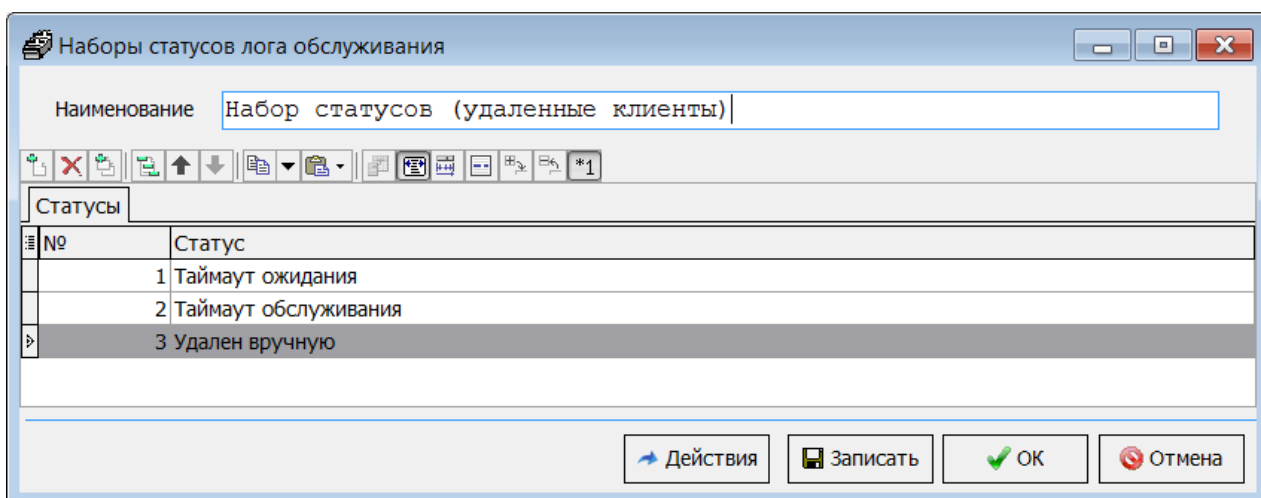 Наборы статусов лога обслуживания
Наименование Набор статусов (удаленные клиенты)
*1
Статусы
№ Статус
1 Таймаут ожидания
2 Таймаут обслуживания
3 Удален вручную
Действия Записать ОК Отмена